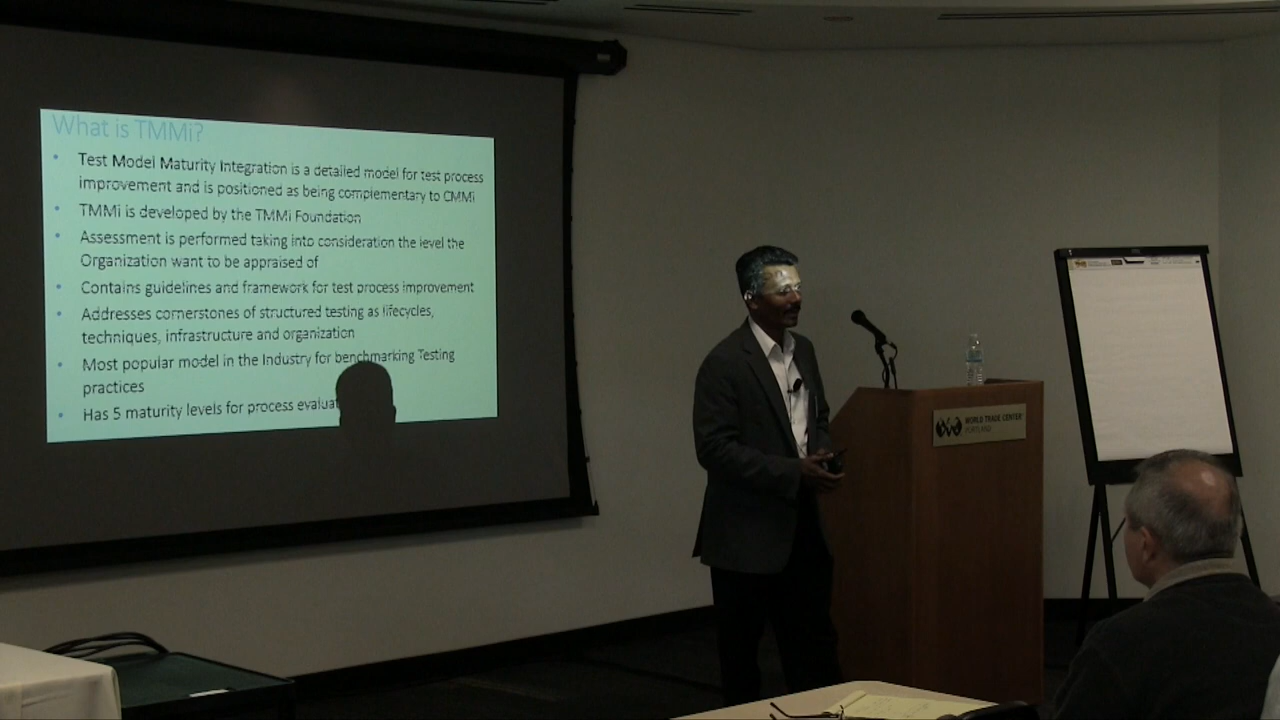 What is TMMi?
• Test Model Maturity Integration is a detailed model for test process
improvement and is positioned as being complementary to CMMi
• TMMi is developed by the TMMi Foundation
• Assessment is performed taking into consideration the level the
Organization want to be appraised of
• Contains guidelines and framework for test process improvement
• Addresses cornerstones of structured testing as lifecycles,
techniques, infrastructure and organization
• Most popular model in the Industry for benchmarking Testing
practices
• Has 5 maturity levels for process evaluat
WORLD TRADE CENTER
PORTLAND